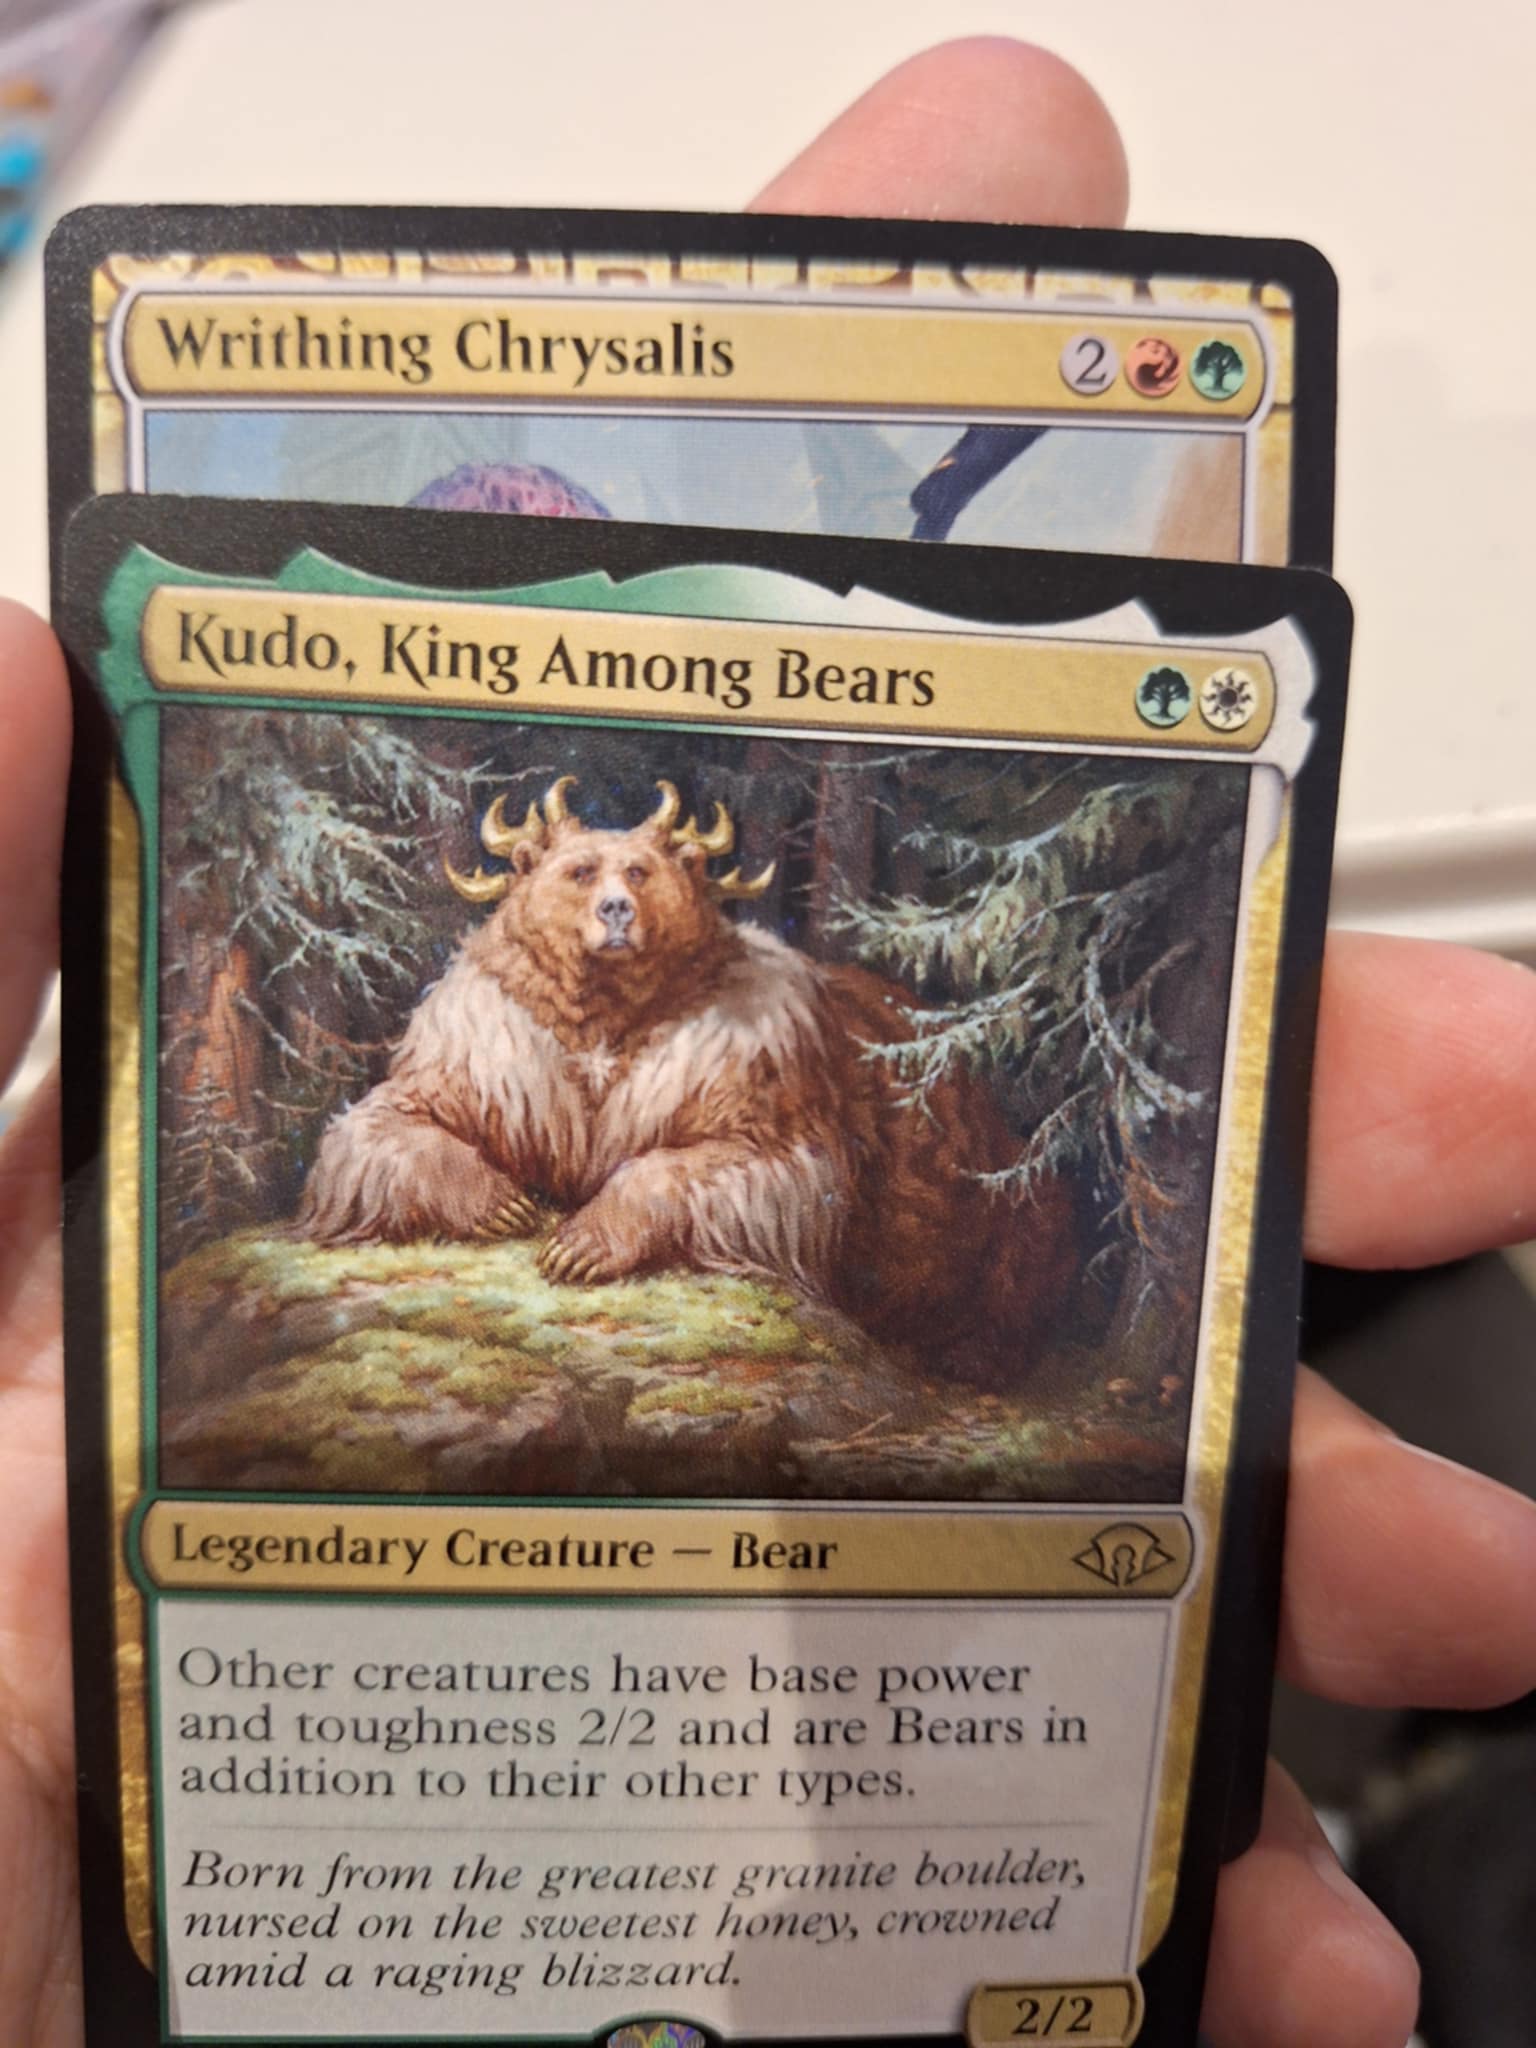 Writhing Chrysalis 2
Kudo, King Among Bears
Legendary Creature — Bear
Other creatures have base power
and toughness 2/2 and are Bears in
addition to their other types.
Born from the greatest granite boulder,
nursed on the sweetest honey, crowned
amid a raging blizzard.
2/2